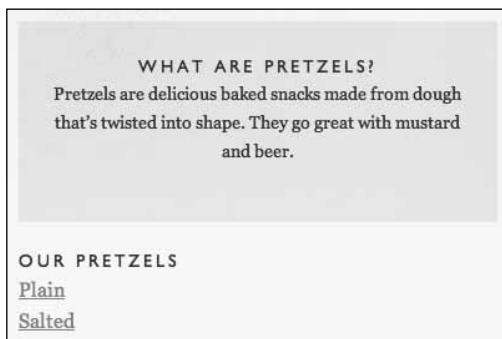 WHAT ARE PRETZELS?
Pretzels are delicious baked snacks made from dough
that's twisted into shape. They go great with mustard
and beer.
OUR PRETZELS
Plain
Salted